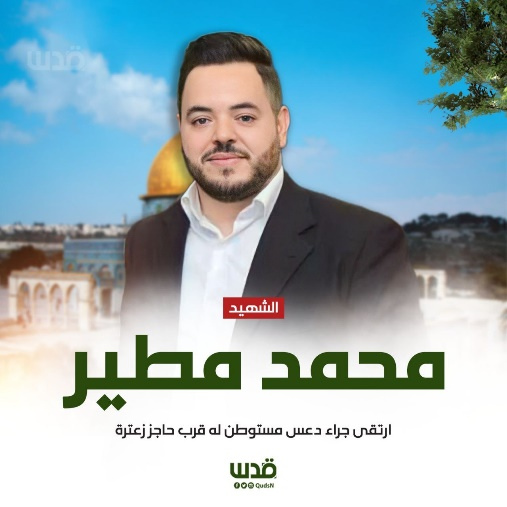 قدس
الشهيد
محمد مطير
ارتقى جراء دعس مستوطن له قرب حاجز زعترة
قدس
QudsN